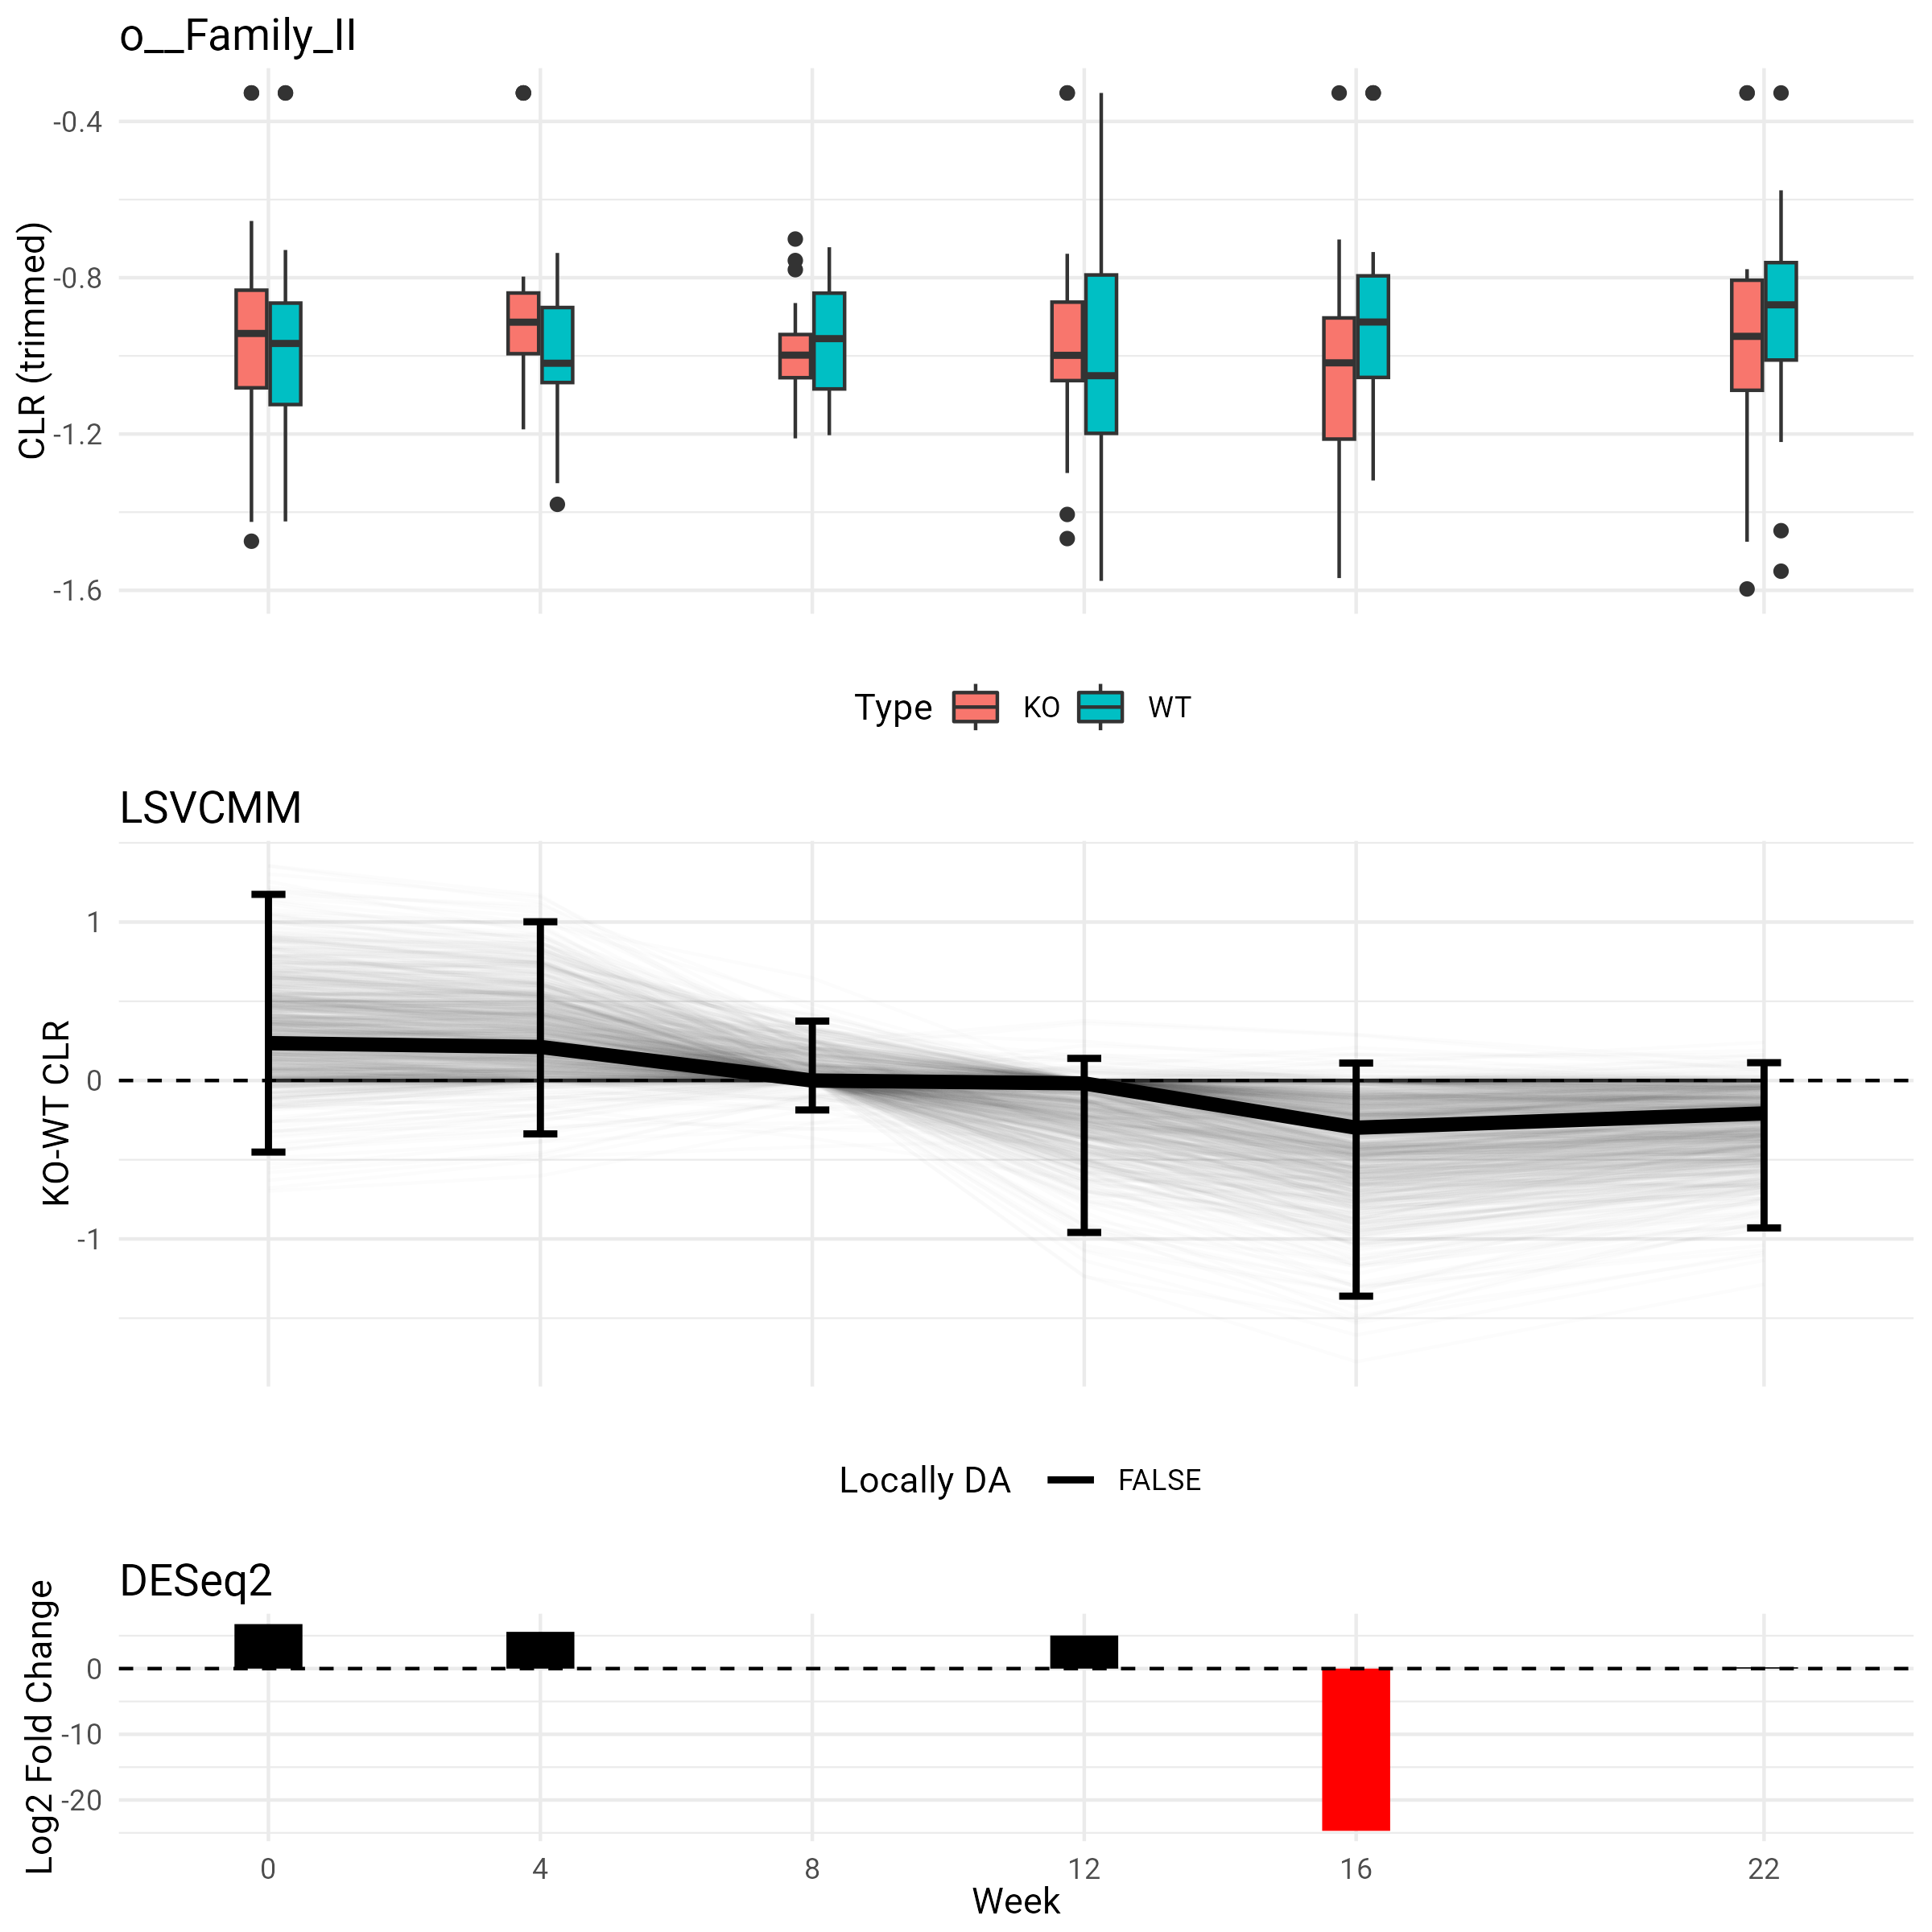 o__Family_II
CLR (trimmed)
-0.4
-0.8
-1.2
-1.6
Type KO WT
LSVCMM
KO-WT CLR
1
0
-1
Locally DA FALSE
DESeq2
Log2 Fold Change
0
-10
-20
0 4 8 12 16 22
Week